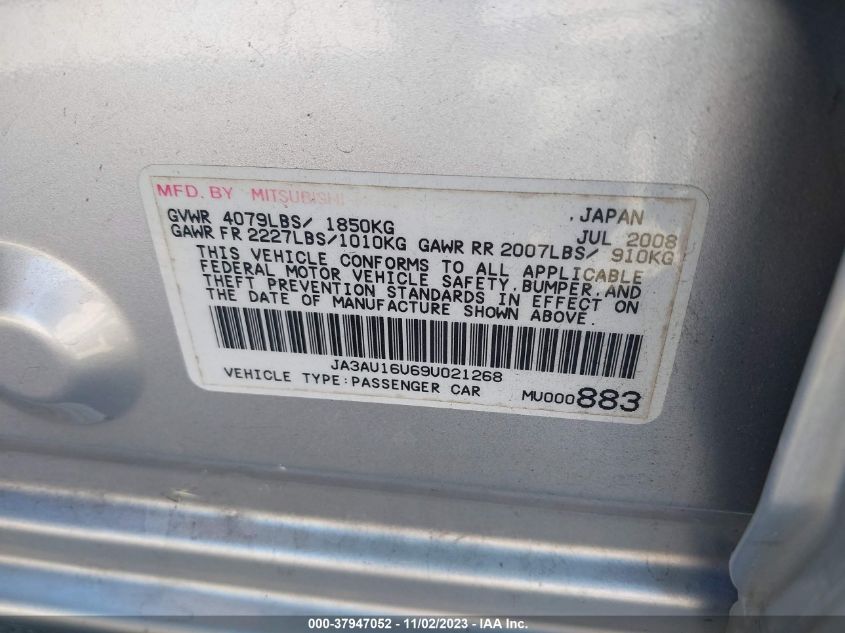 MFD. BY MITSUBISHI , JAPAN
GVWR 4079LBS/ 1850KG JUL 2008
GAWR FR 2227LBS/1010KG GAWR RR 2007LBS/ 910KG
THIS VEHICLE CONFORMS TO ALL APPLICABLE
FEDERAL MOTOR VEHICLE SAFETY, BUMPER, AND
THEFT PREVENTION STANDARDS IN EFFECT ON
THE DATE OF MANUFACTURE SHOWN ABOVE.
JA3AU16U69U021268
VEHICLE TYPE:PASSENGER CAR MU000883
000-37947052 - 11/02/2023 - IAA Inc.